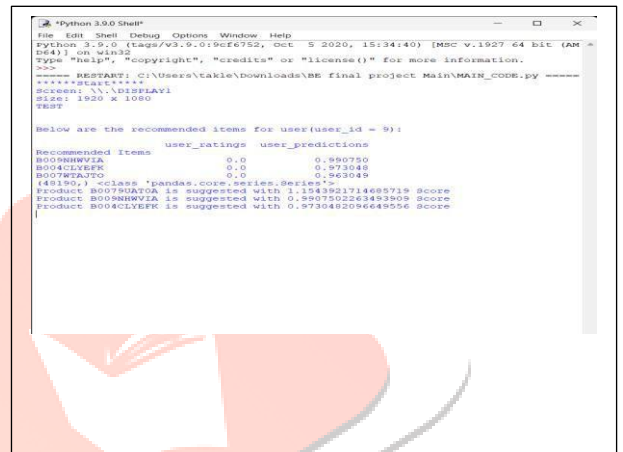 *Python 3.9.0 Shell*
File Edit Shell Debug Options Window Help
Python 3.9.0 (tags/v3.9.0:9cf6752, Oct 5 2020, 15:34:40) [MSC v.1927 64 bit (AM
D64)] on win32
Type "help", "copyright", "credits" or "license()" for more information.
>>>
===== RESTART: C:\Users\takle\Downloads\BE final project Main\MAIN_CODE.py =====
******Start*****
Screen: \\.\DISPLAY1
Size: 1920 x 1080
TEST
Below are the recommended items for user(user_id = 9):
user_ratings user_predictions
Recommended Items
B009NHWVIA 0.0 0.990750
B004CLYEFK 0.0 0.973048
B007WTAJTO 0.0 0.963049
(48190,) <class 'pandas.core.series.Series'>
Product B0079UAT0A is suggested with 1.1543921714685719 Score
Product B009NHWVIA is suggested with 0.9907502263493909 Score
Product B004CLYEFK is suggested with 0.9730482096649556 Score